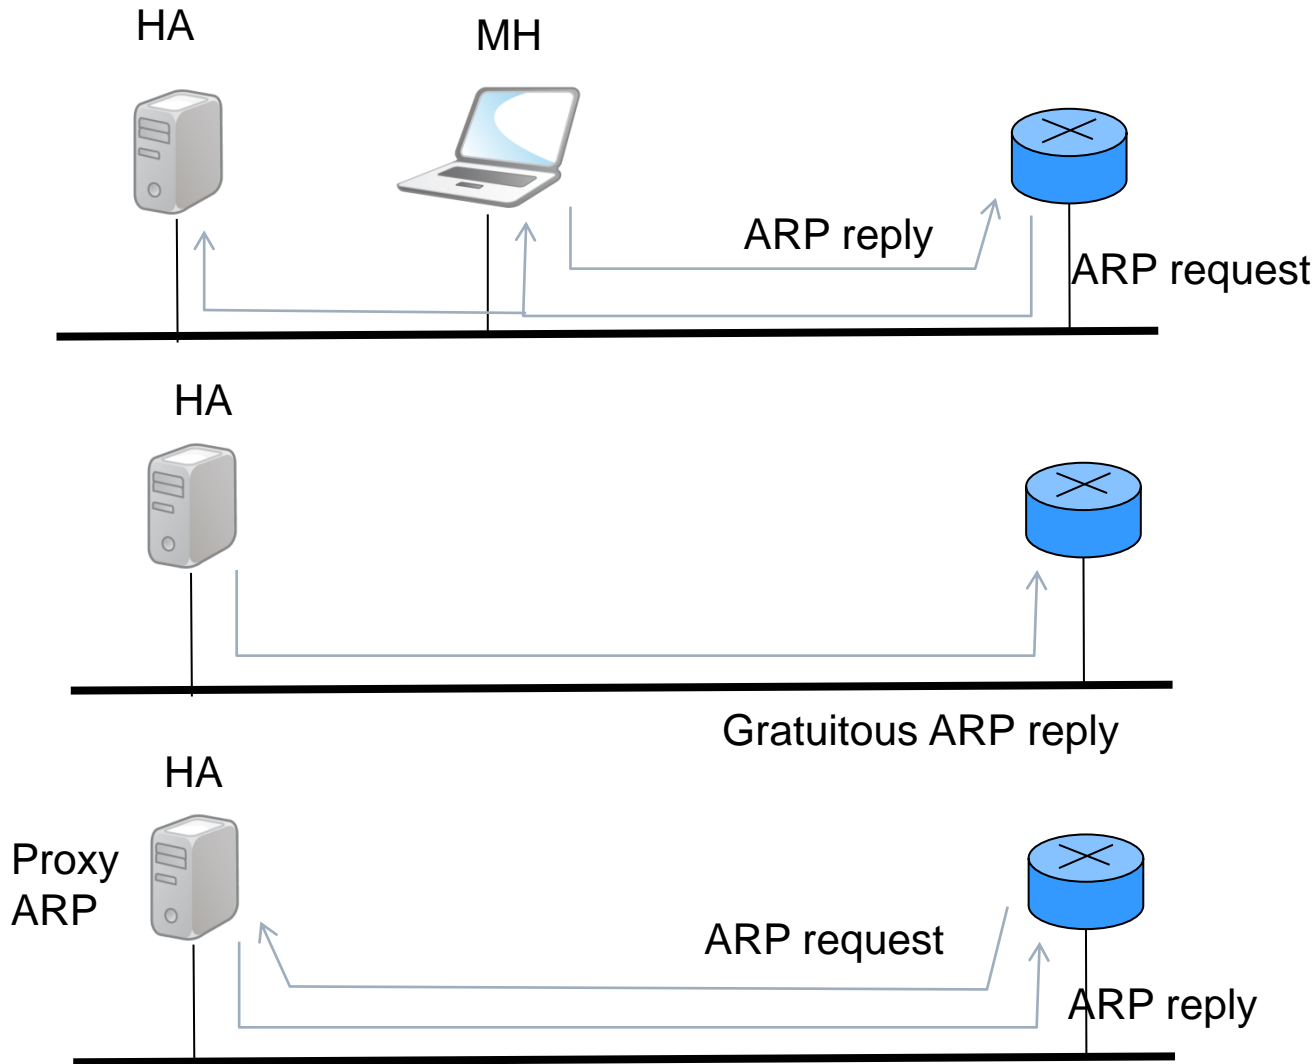 HA
MH
ARP reply
ARP request
HA
Gratuitous ARP reply
HA
Proxy
ARP
ARP request
ARP reply